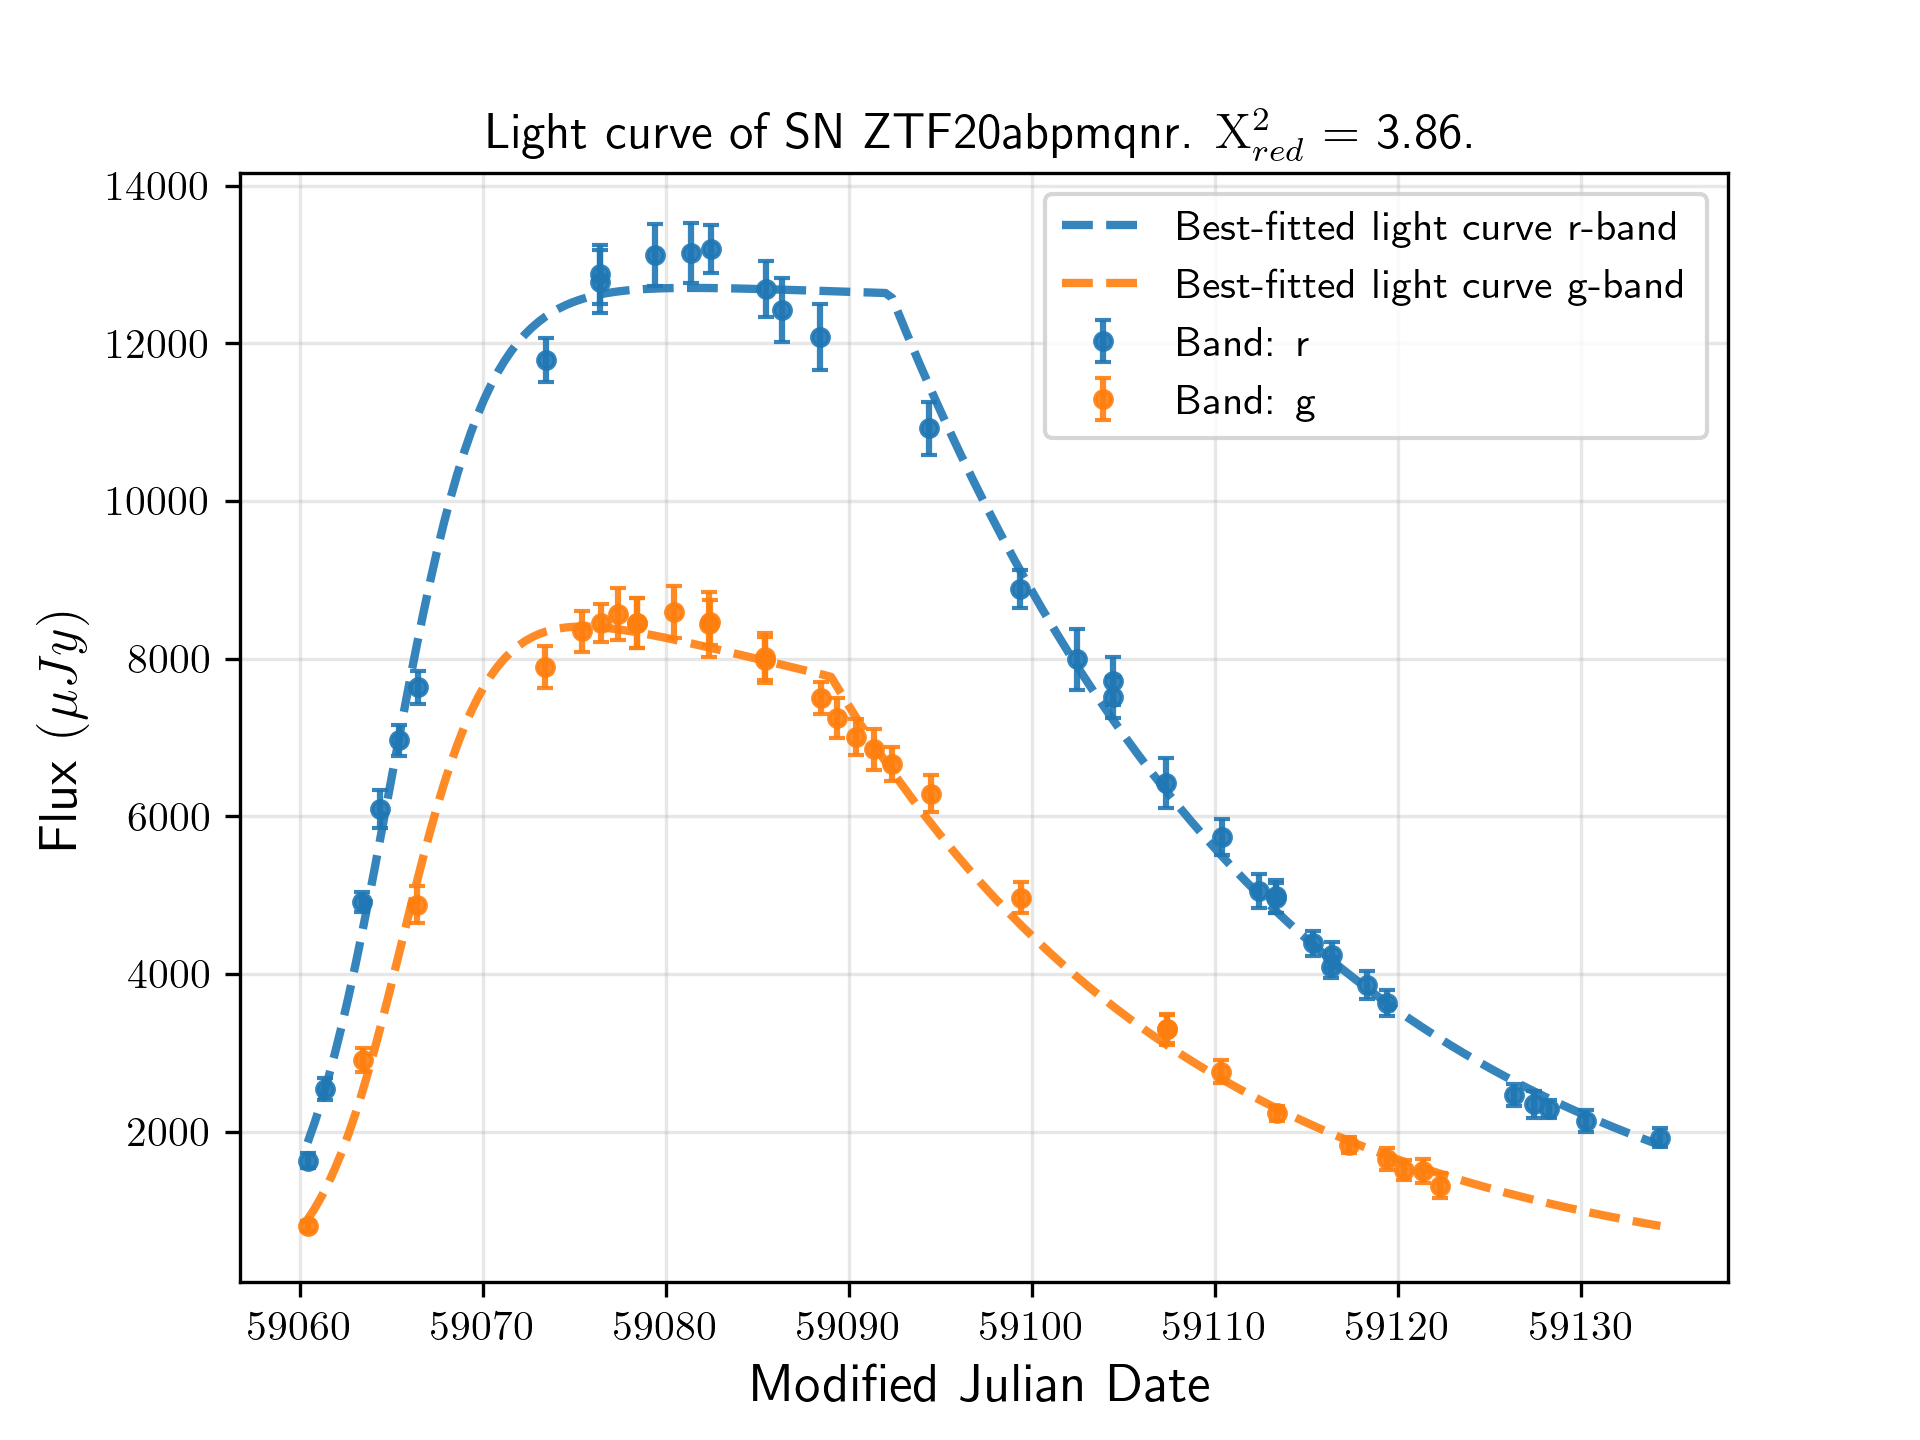 Light curve of SN ZTF20abpmqnr. X²_red = 3.86.
14000
12000
10000
8000
6000
4000
2000
Flux (μJy)
Best-fitted light curve r-band
Best-fitted light curve g-band
Band: r
Band: g
59060 59070 59080 59090 59100 59110 59120 59130
Modified Julian Date